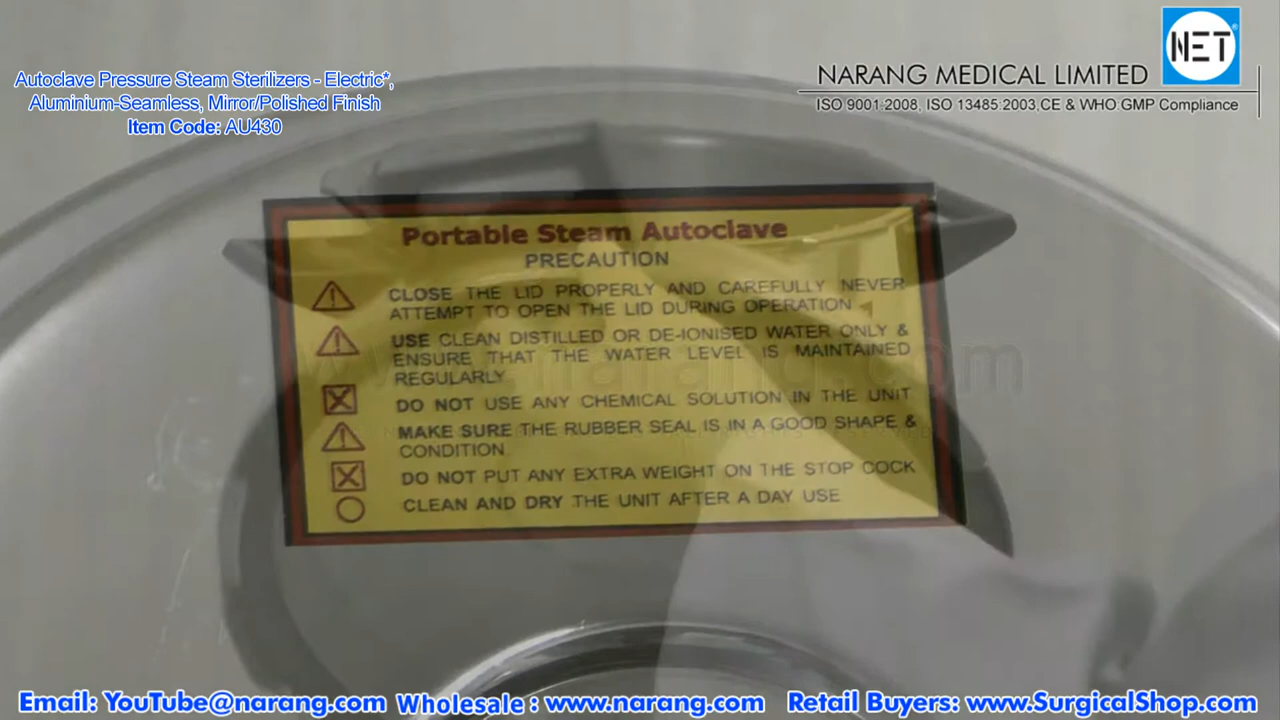 Autoclave Pressure Steam Sterilizers - Electric*,
Aluminium-Seamless, Mirror/Polished Finish
Item Code: AU430
NET
NARANG MEDICAL LIMITED
ISO 9001:2008, ISO 13485:2003,CE & WHO:GMP Compliance
Portable Steam Autoclave
PRECAUTION
CLOSE THE LID PROPERLY AND CAREFULLY NEVER
ATTEMPT TO OPEN THE LID DURING OPERATION
USE CLEAN DISTILLED OR DE-IONISED WATER ONLY &
ENSURE THAT THE WATER LEVEL IS MAINTAINED
REGULARLY
DO NOT USE ANY CHEMICAL SOLUTION IN THE UNIT
MAKE SURE THE RUBBER SEAL IS IN A GOOD SHAPE &
CONDITION.
DO NOT PUT ANY EXTRA WEIGHT ON THE STOP COCK
CLEAN AND DRY THE UNIT AFTER A DAY USE
www.narang.com
Email: YouTube@narang.com Wholesale : www.narang.com Retail Buyers: www.SurgicalShop.com